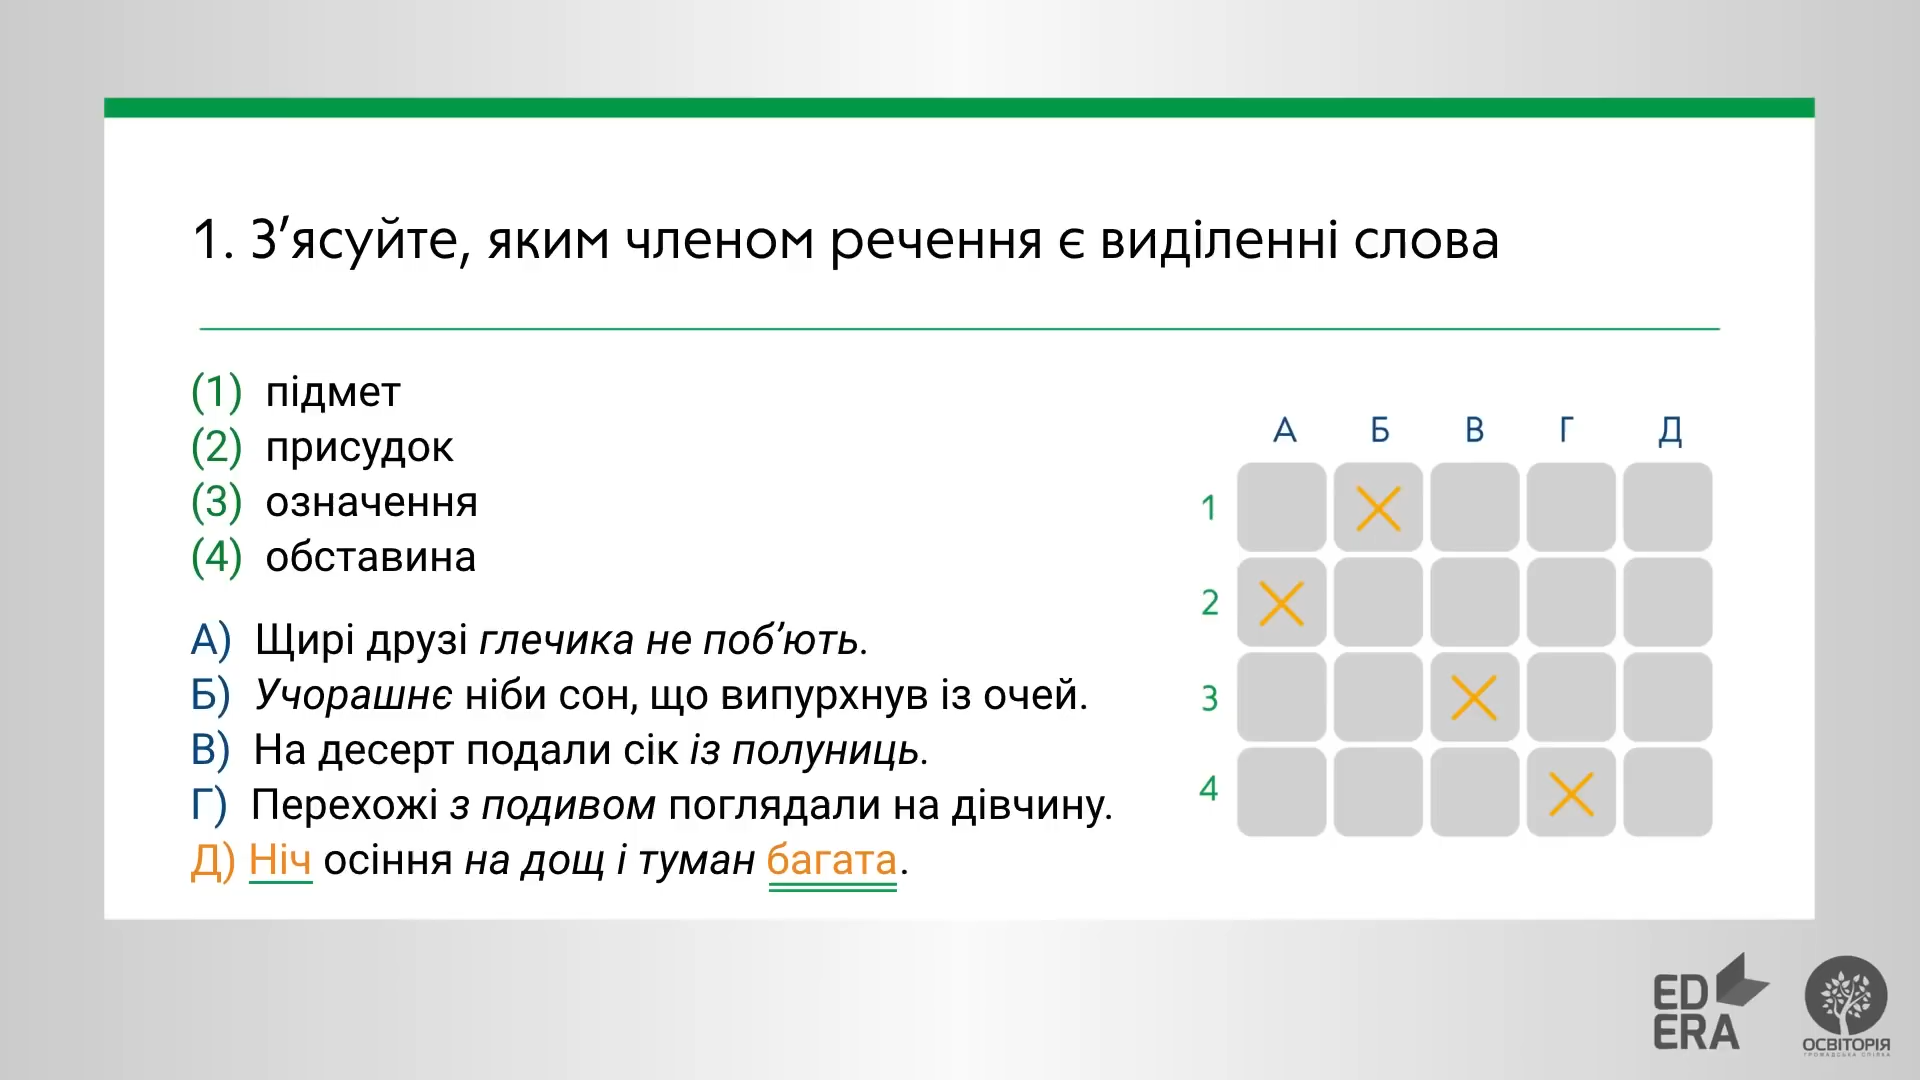 1. З’ясуйте, яким членом речення є виділенні слова
(1) підмет
(2) присудок
(3) означення
(4) обставина
А) Щирі друзі глечика не поб’ють.
Б) Учорашнє ніби сон, що випурхнув із очей.
В) На десерт подали сік із полуниць.
Г) Перехожі з подивом поглядали на дівчину.
Д) Ніч осіння на дощ і туман багата.
А Б В Г Д
1
2
3
4
ED
ERA
ОСВІТОРІЯ
ГРОМАДСЬКА СПІЛКА